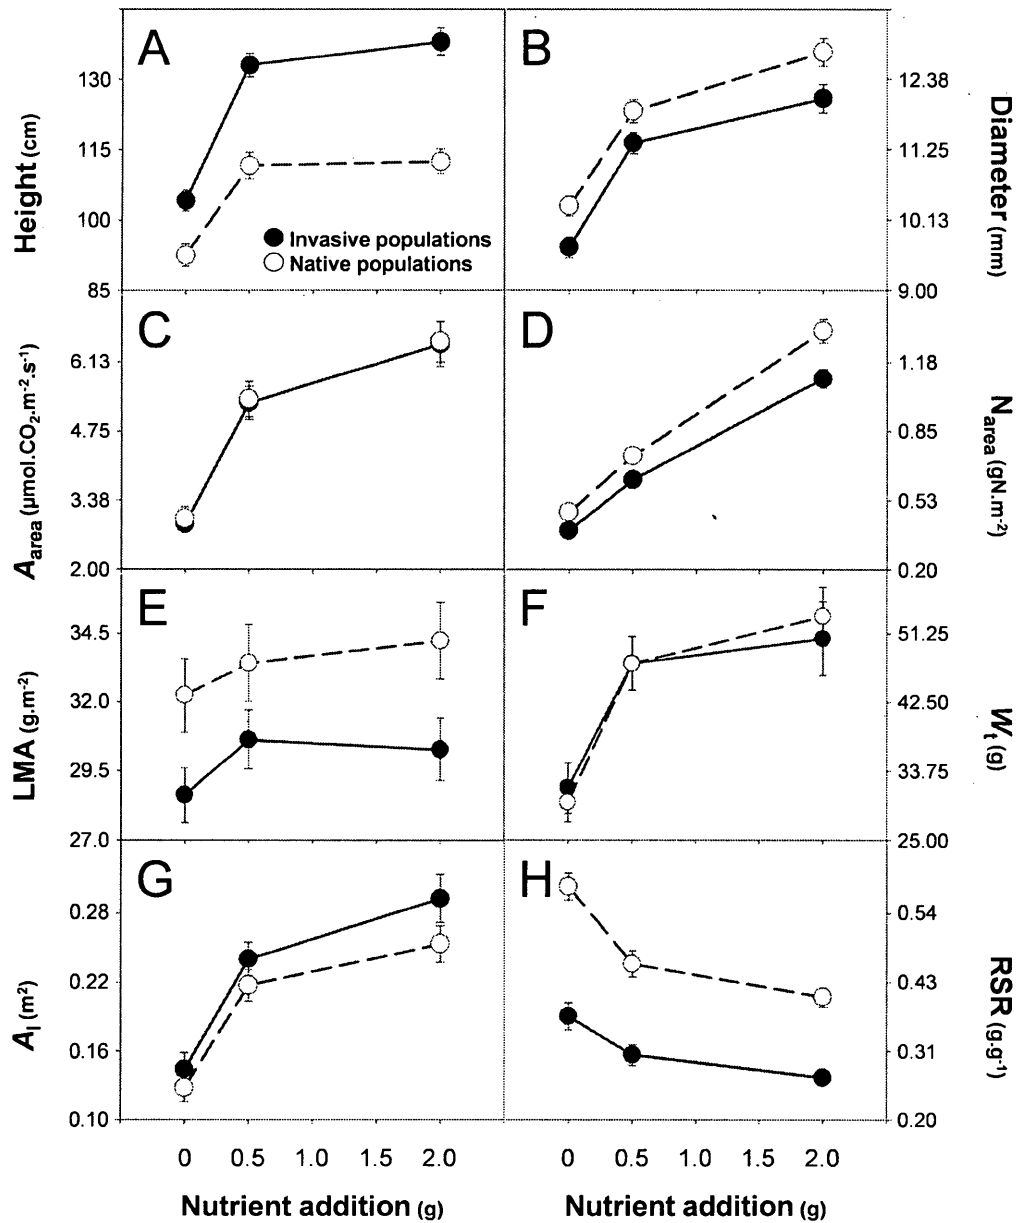 A
B
130
115
100
85
Height (cm)
Invasive populations
Native populations
12.38
11.25
10.13
9.00
Diameter (mm)
C
D
6.13
4.75
3.38
2.00
A_area (µmol.CO₂.m⁻².s⁻¹)
1.18
0.85
0.53
0.20
N_area (gN.m⁻²)
E
F
34.5
32.0
29.5
27.0
LMA (g.m⁻²)
51.25
42.50
33.75
25.00
W_t (g)
G
H
0.28
0.22
0.16
0.10
A_l (m²)
0.54
0.43
0.31
0.20
RSR (g.g⁻¹)
0 0.5 1.0 1.5 2.0
0 0.5 1.0 1.5 2.0
Nutrient addition (g)
Nutrient addition (g)